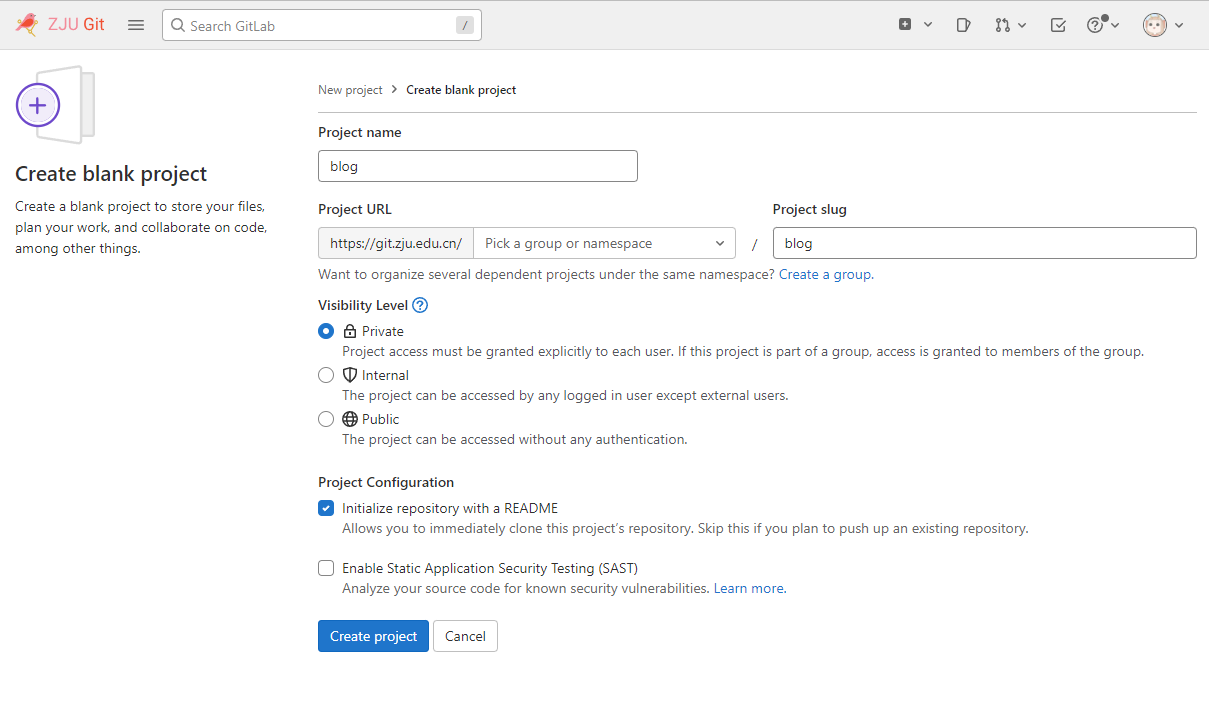 ZJU Git
Search GitLab
/
Create blank project
Create a blank project to store your files,
plan your work, and collaborate on code,
among other things.
New project > Create blank project
Project name
blog
Project URL
https://git.zju.edu.cn/ Pick a group or namespace
/
Project slug
blog
Want to organize several dependent projects under the same namespace? Create a group.
Visibility Level ?
Private
Project access must be granted explicitly to each user. If this project is part of a group, access is granted to members of the group.
Internal
The project can be accessed by any logged in user except external users.
Public
The project can be accessed without any authentication.
Project Configuration
Initialize repository with a README
Allows you to immediately clone this project’s repository. Skip this if you plan to push up an existing repository.
Enable Static Application Security Testing (SAST)
Analyze your source code for known security vulnerabilities. Learn more.
Create project
Cancel